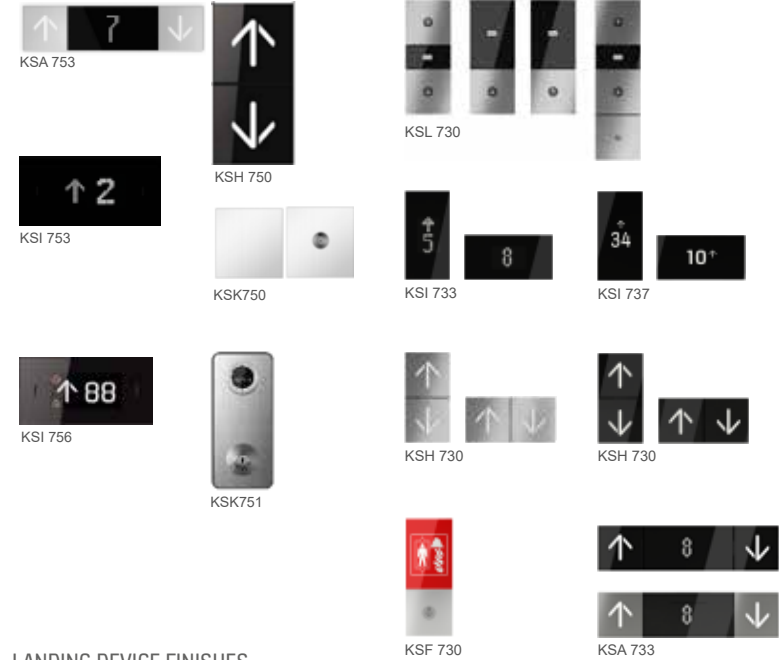 7
KSA 753
KSH 750
KSL 730
2
KSI 753
KSK750
5
8
KSI 733
34
10
KSI 737
88
KSI 756
KSK751
KSH 730
KSH 730
KSF 730
8
8
KSA 733
LANDING DEVICE FINISHES